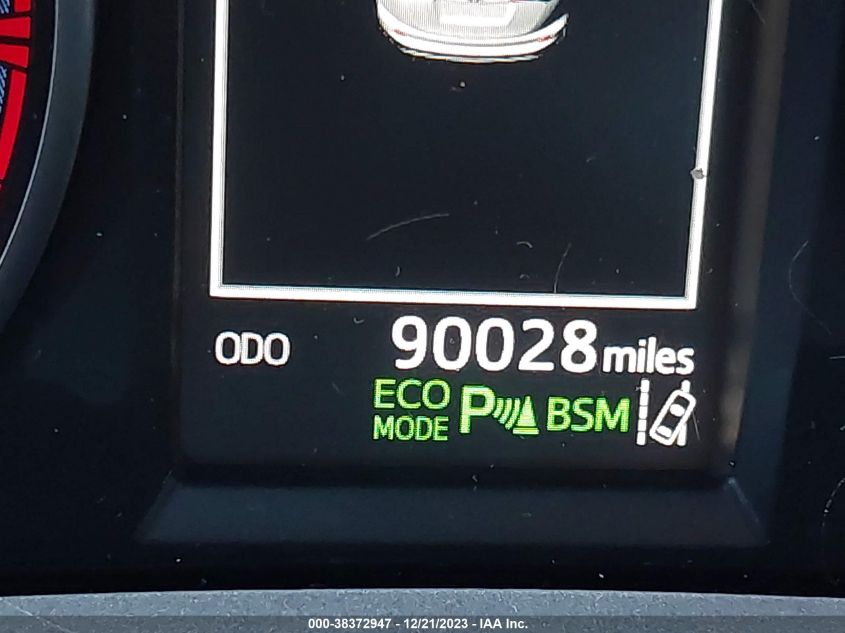 ODO 90028 miles
ECO MODE P BSM
000-38372947 - 12/21/2023 - IAA Inc.